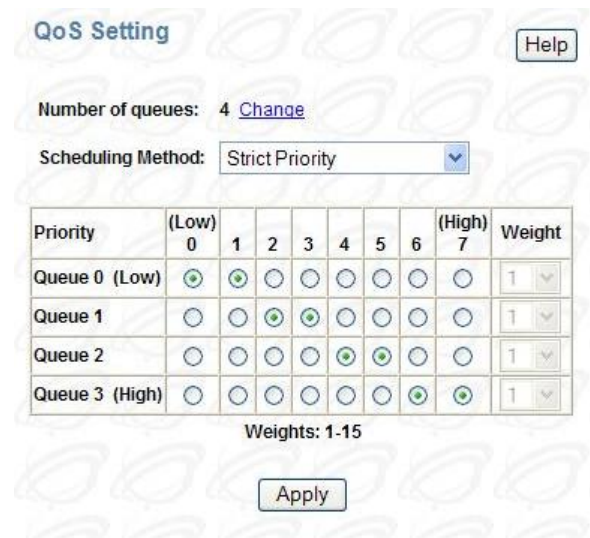 QoS Setting
Help
Number of queues: 4 Change
Scheduling Method: Strict Priority
Priority (Low) 0 1 2 3 4 5 6 (High) 7 Weight
Queue 0 (Low) 1
Queue 1 1
Queue 2 1
Queue 3 (High) 1
Weights: 1-15
Apply